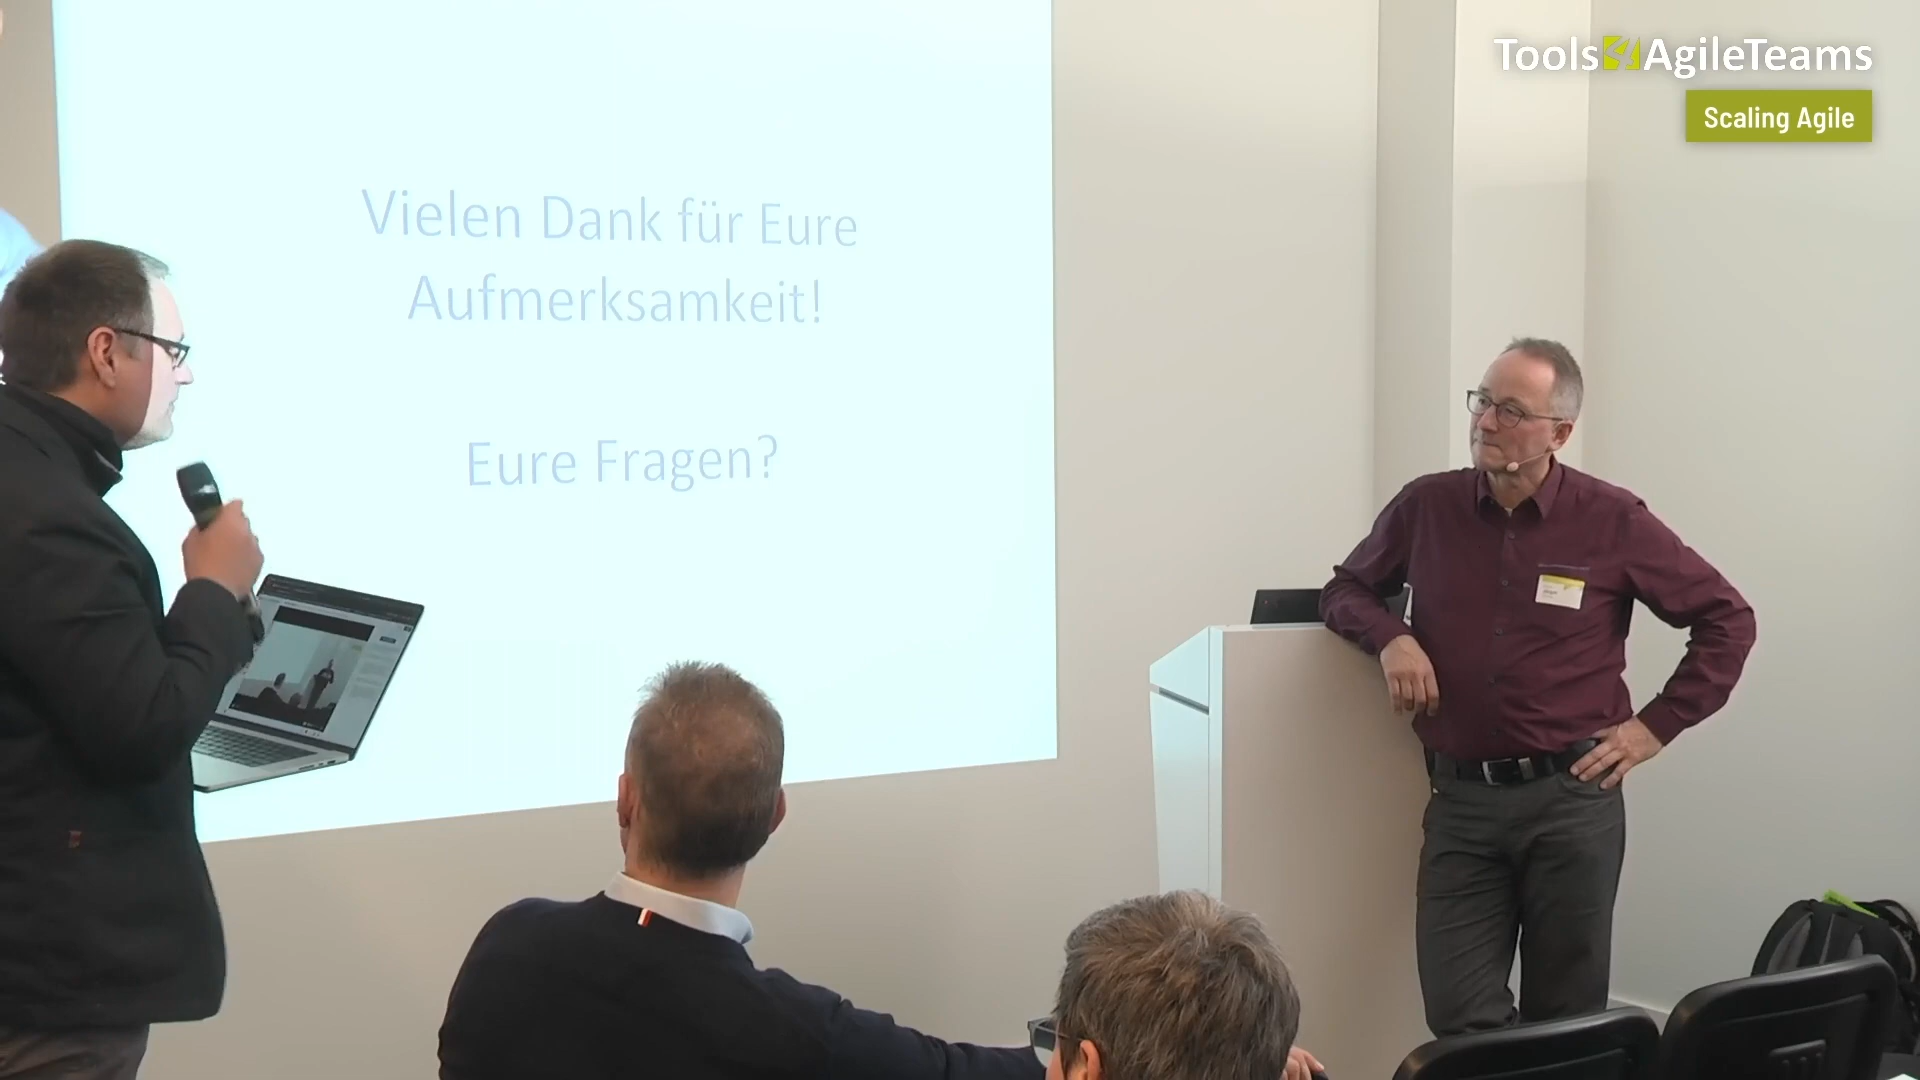 Tools4AgileTeams
Scaling Agile
Vielen Dank für Eure
Aufmerksamkeit!
Eure Fragen?